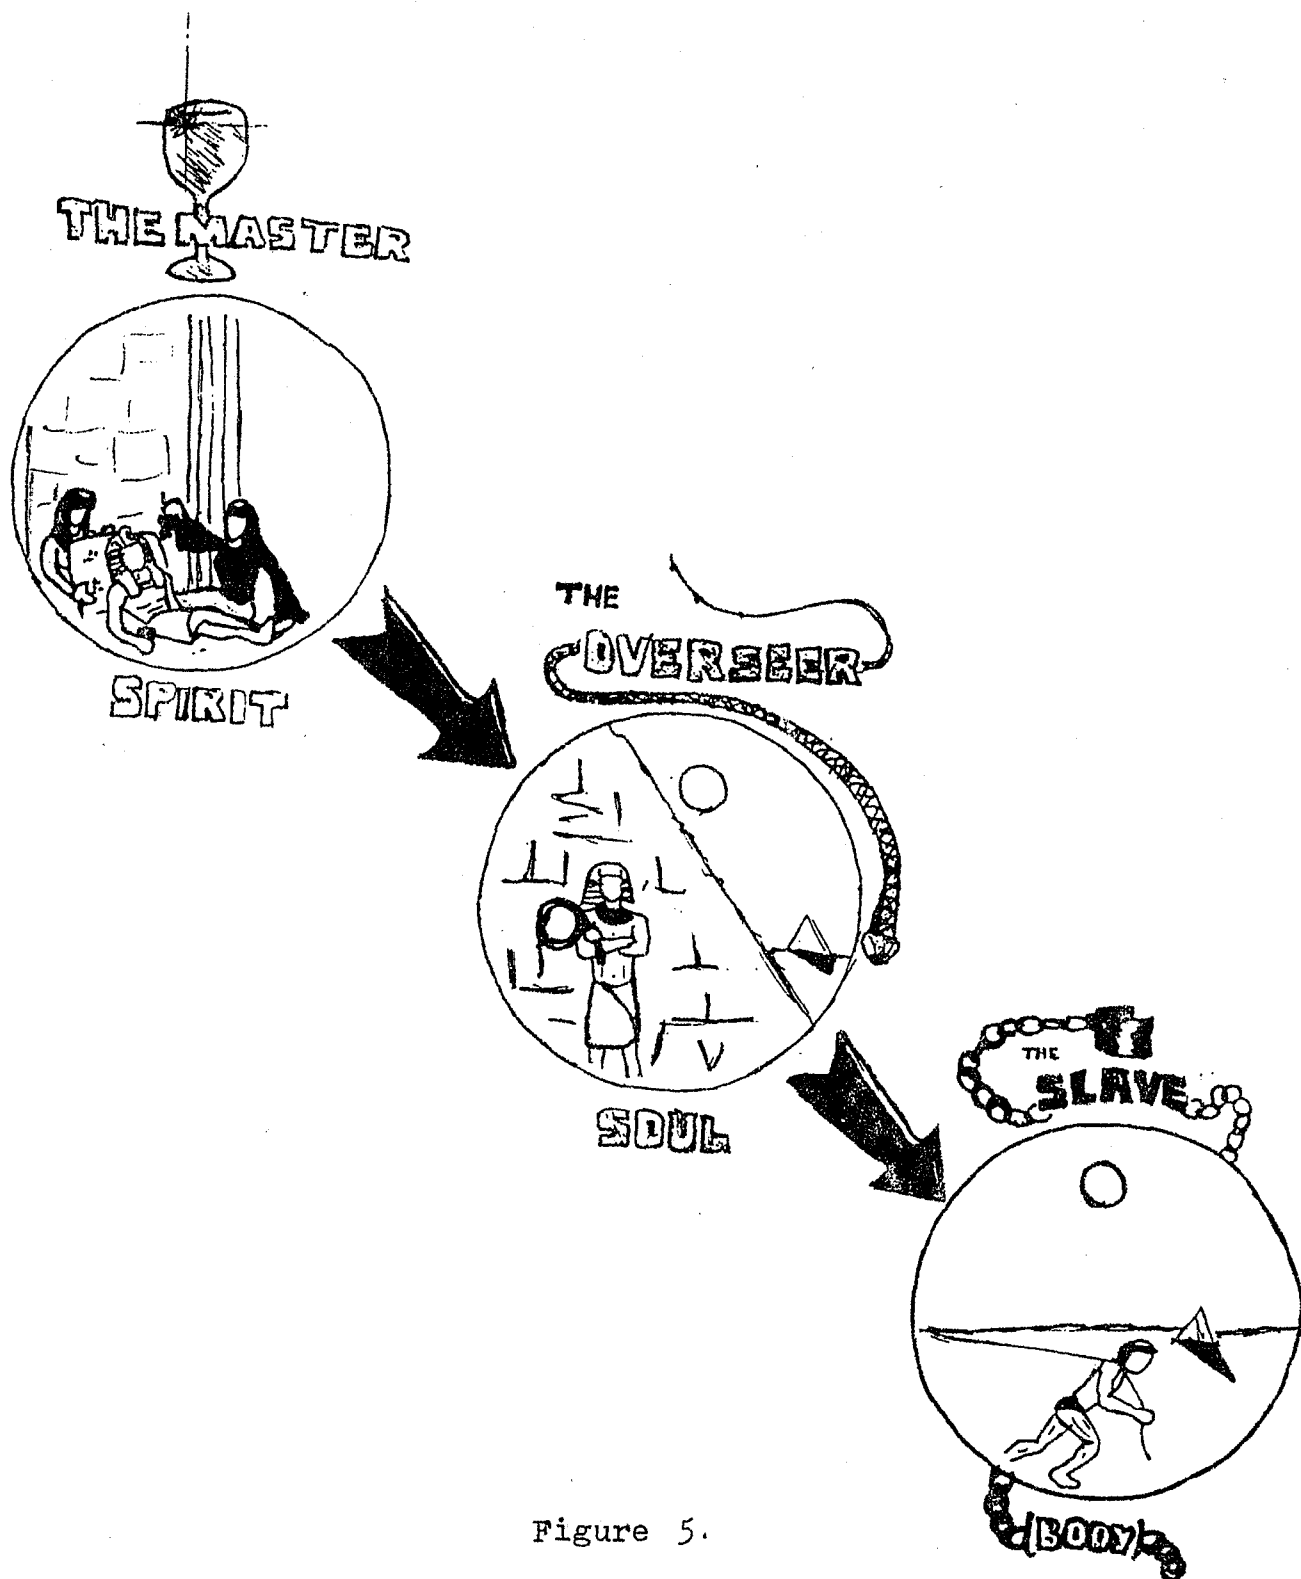 THE MASTER
SPIRIT
THE
OVERSEER
SOUL
THE
SLAVE
(BODY)
Figure 5.